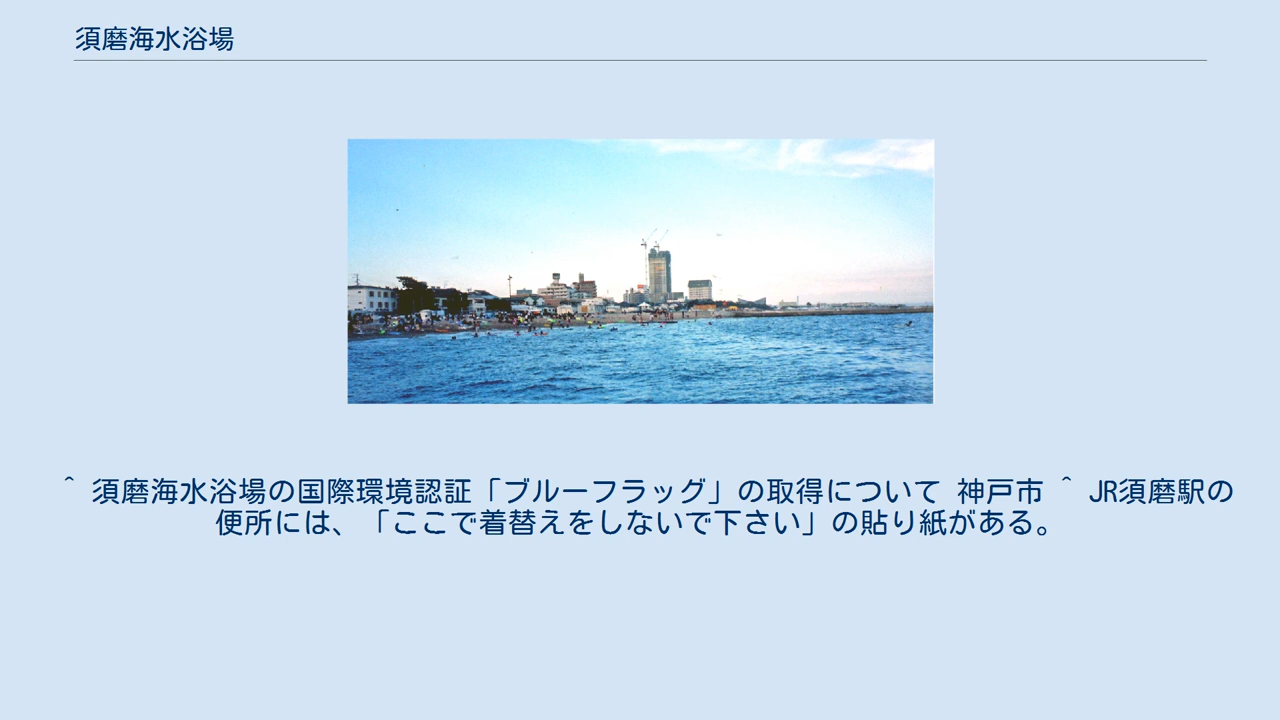 須磨海水浴場
^ 須磨海水浴場の国際環境認証「ブルーフラッグ」の取得について 神戸市 ^ JR須磨駅の
便所には、「ここで着替えをしないで下さい」の貼り紙がある。